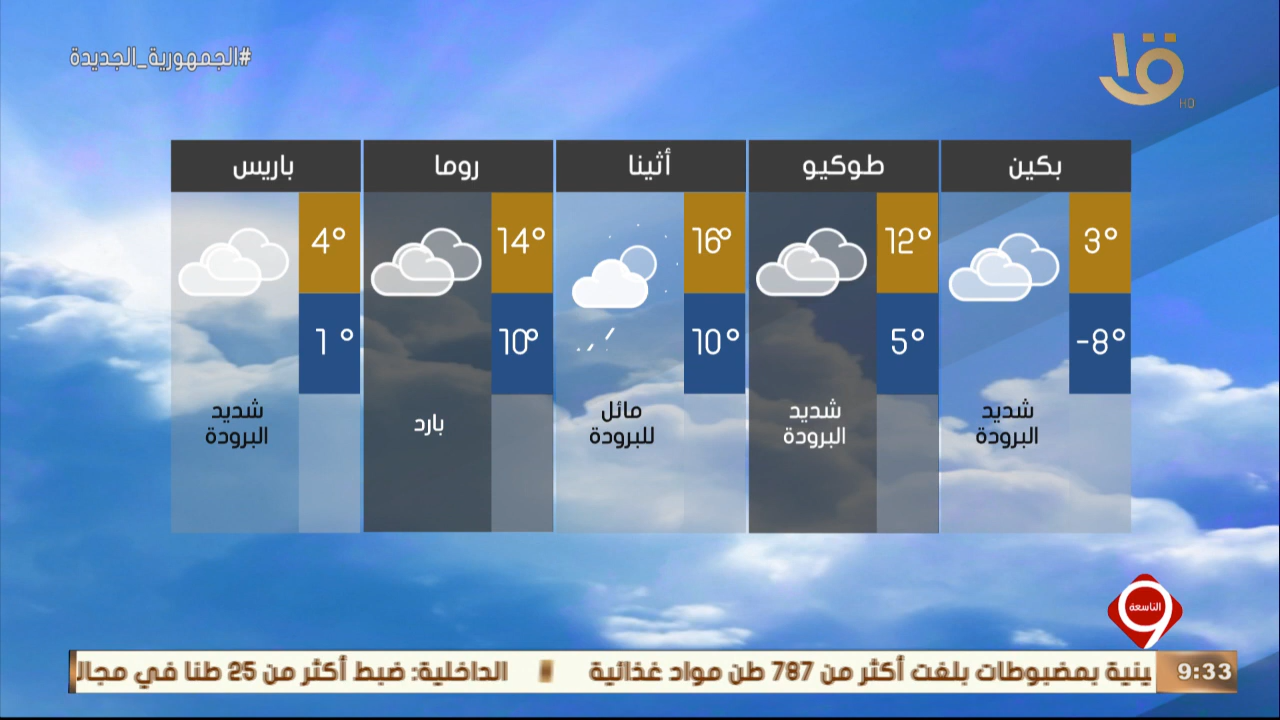 #الجمهورية_الجديدة
HD
بكين
3°
-8°
شديد
البرودة
طوكيو
12°
5°
شديد
البرودة
أثينا
16°
10°
مائل
للبرودة
روما
14°
10°
بارد
باريس
4°
1°
شديد
البرودة
التاسعة
9
9:33
ينية بمضبوطات بلغت أكثر من 787 طن مواد غذائية
الداخلية: ضبط أكثر من 25 طنا في مجال